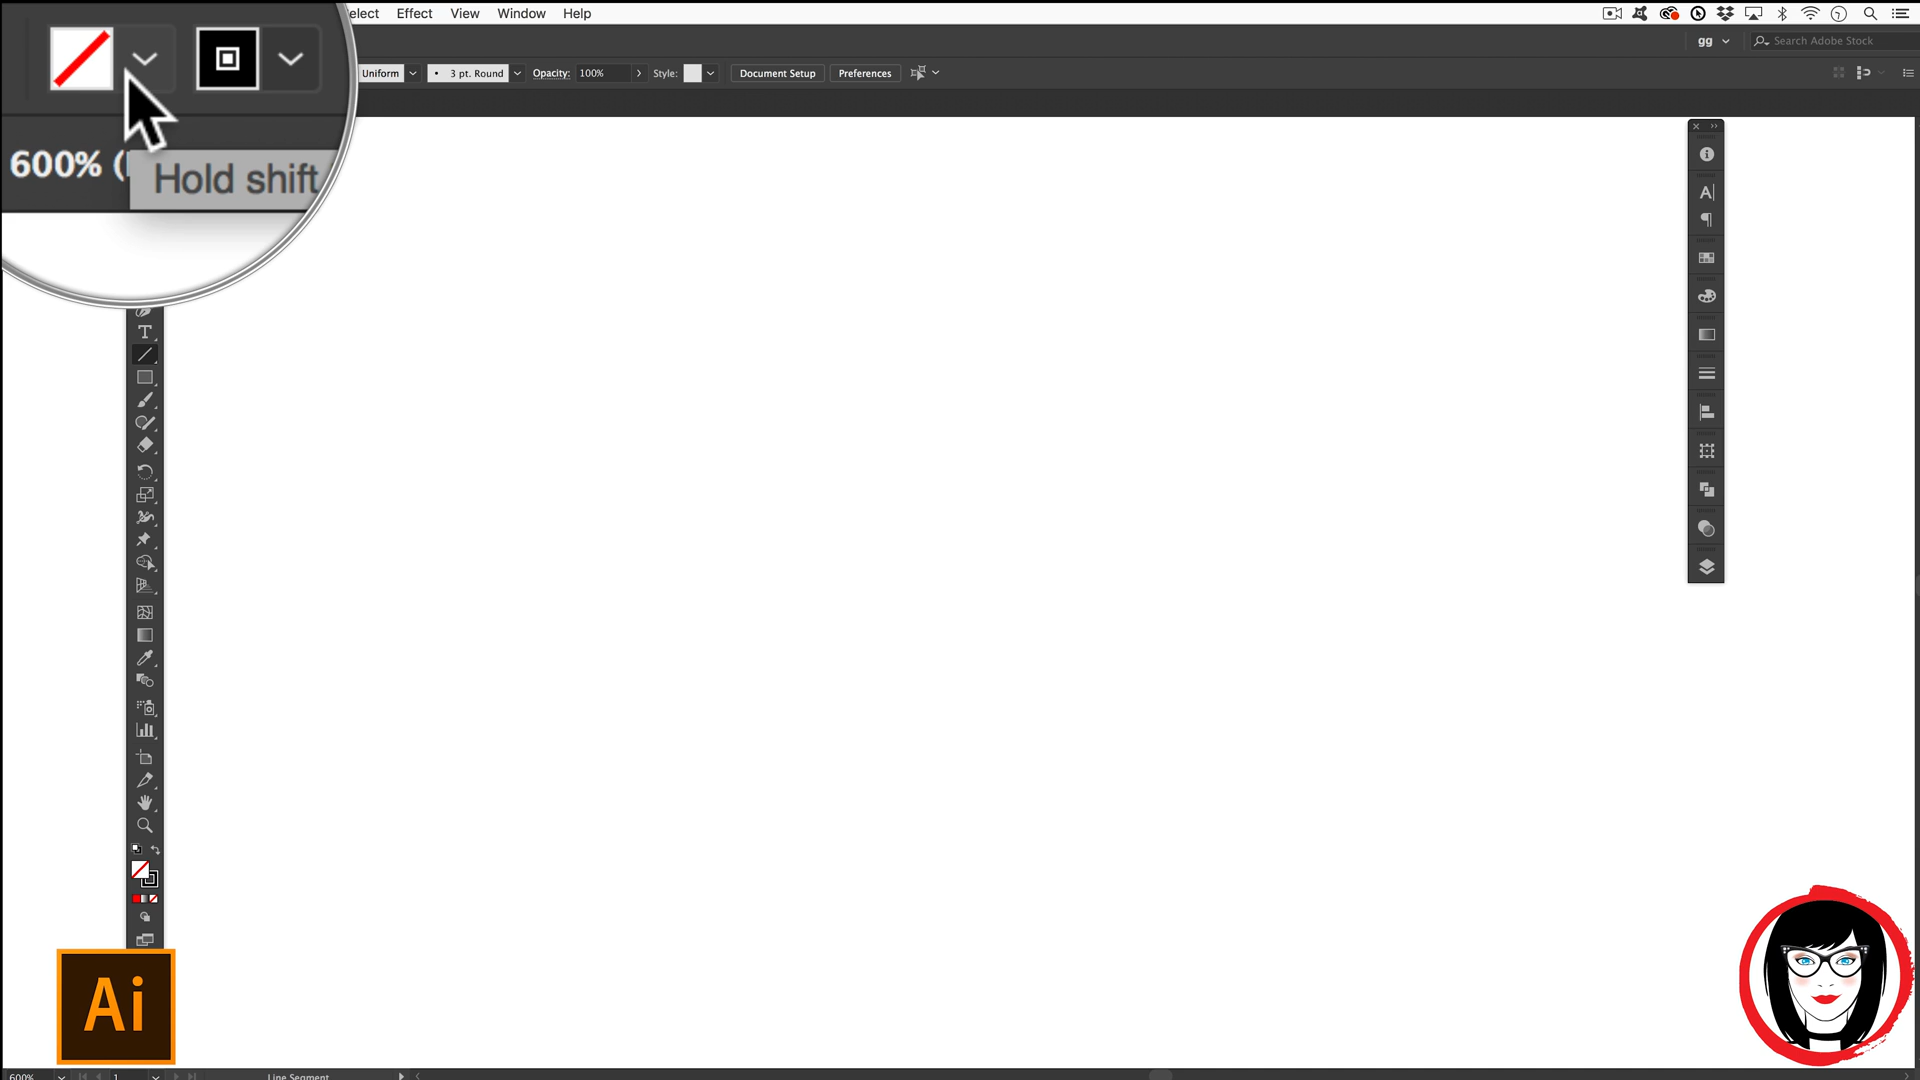 elect Effect View Window Help
gg Search Adobe Stock
Uniform 3 pt. Round Opacity: 100% Style: Document Setup Preferences
600% (
Hold shift
T
Ai
600% 1 Line Segment